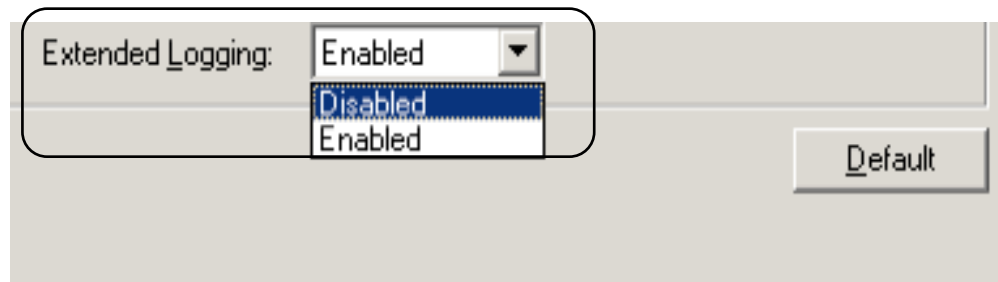 Extended Logging: Enabled
Disabled
Enabled
Default